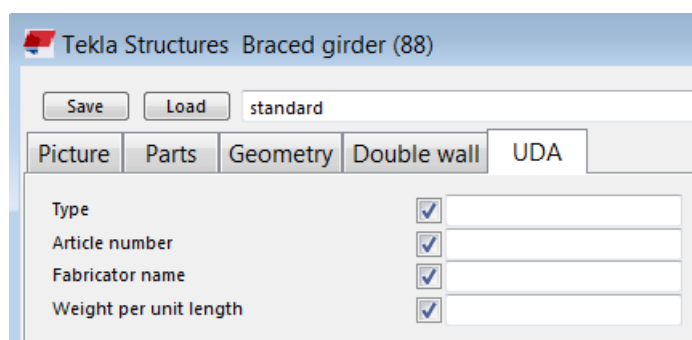 Tekla Structures Braced girder (88)
Save Load standard
Picture Parts Geometry Double wall UDA
Type
Article number
Fabricator name
Weight per unit length